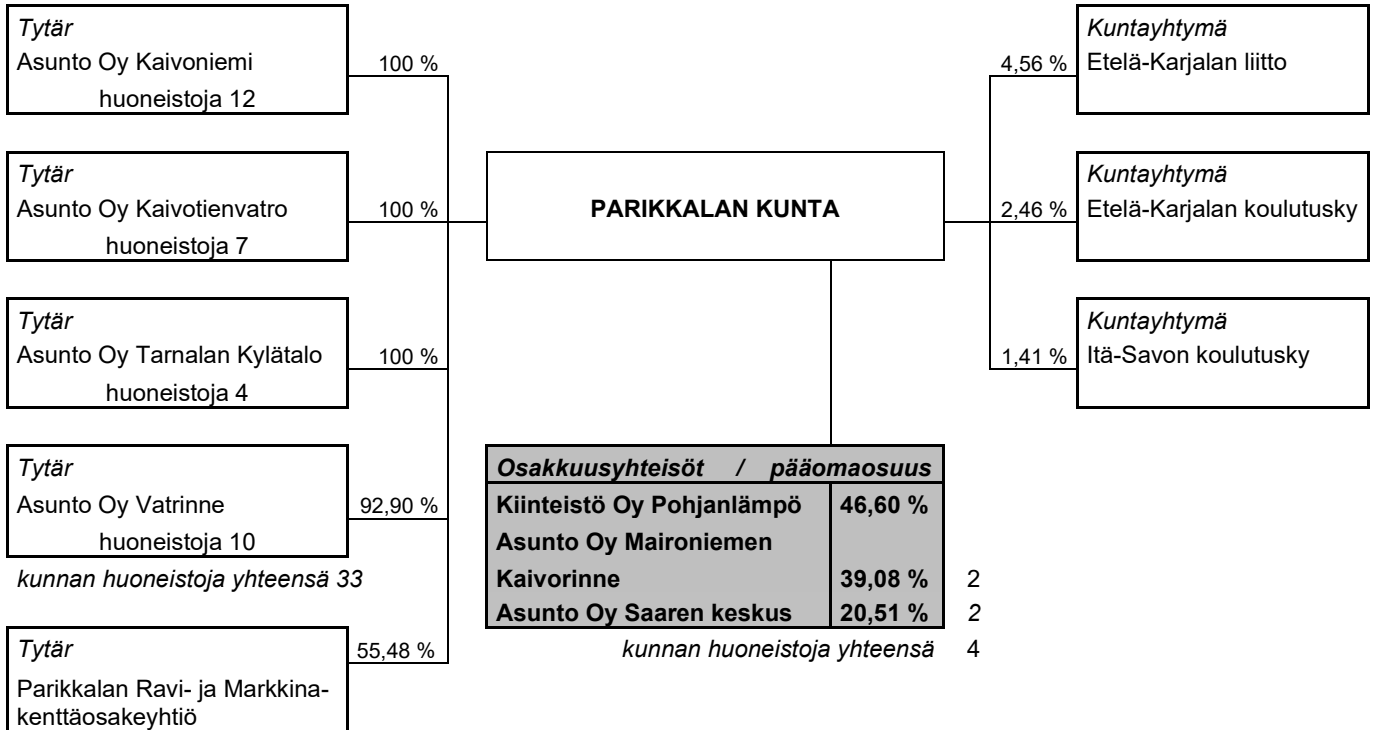 Tytär
Asunto Oy Kaivoniemi
huoneistoja 12
100 %
Tytär
Asunto Oy Kaivotienvatro
huoneistoja 7
100 %
Tytär
Asunto Oy Tarnalan Kylätalo
huoneistoja 4
100 %
Tytär
Asunto Oy Vatrinne
huoneistoja 10
92,90 %
kunnan huoneistoja yhteensä 33
Tytär
Parikkalan Ravi- ja Markkina-
kenttäosakeyhtiö
55,48 %
PARIKKALAN KUNTA
Osakkuusyhteisöt / pääomaosuus
Kiinteistö Oy Pohjanlämpö 46,60 %
Asunto Oy Maironiemen
Kaivorinne 39,08 % 2
Asunto Oy Saaren keskus 20,51 % 2
kunnan huoneistoja yhteensä 4
4,56 %
Kuntayhtymä
Etelä-Karjalan liitto
2,46 %
Kuntayhtymä
Etelä-Karjalan koulutusky
1,41 %
Kuntayhtymä
Itä-Savon koulutusky